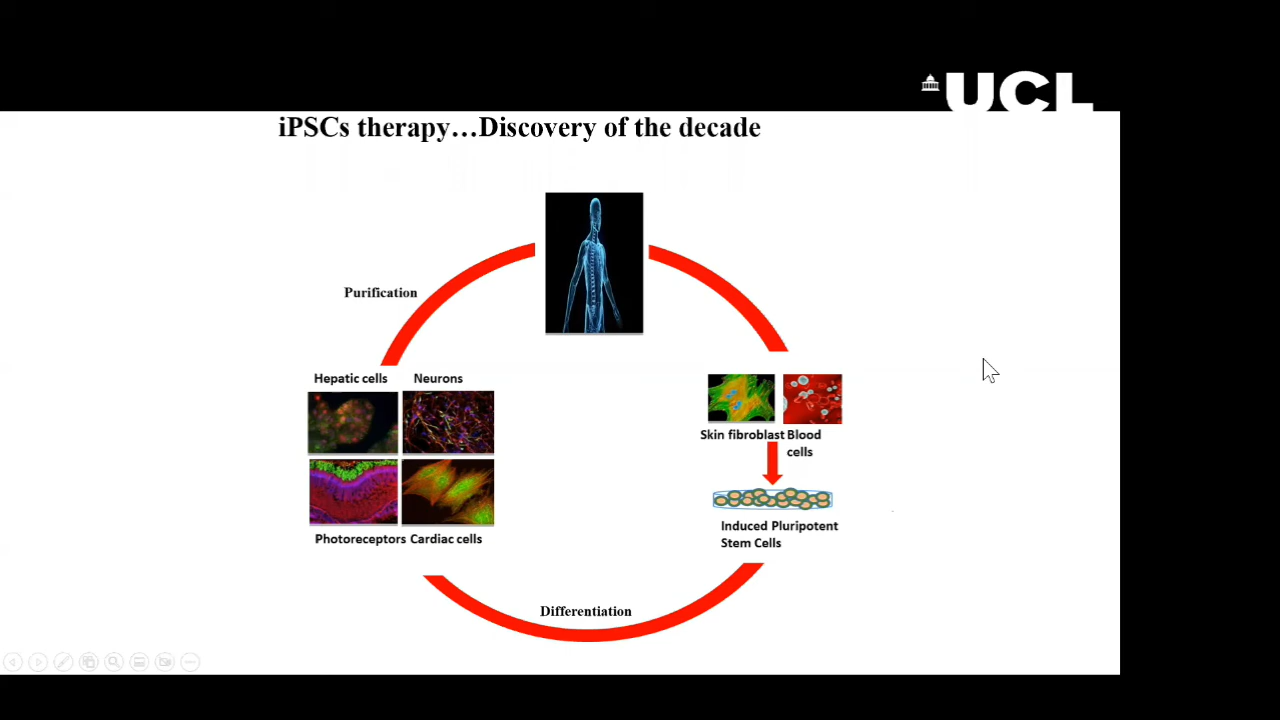 UCL
iPSCs therapy…Discovery of the decade
Purification
Hepatic cells Neurons
Skin fibroblast Blood
cells
Induced Pluripotent
Stem Cells
Photoreceptors Cardiac cells
Differentiation